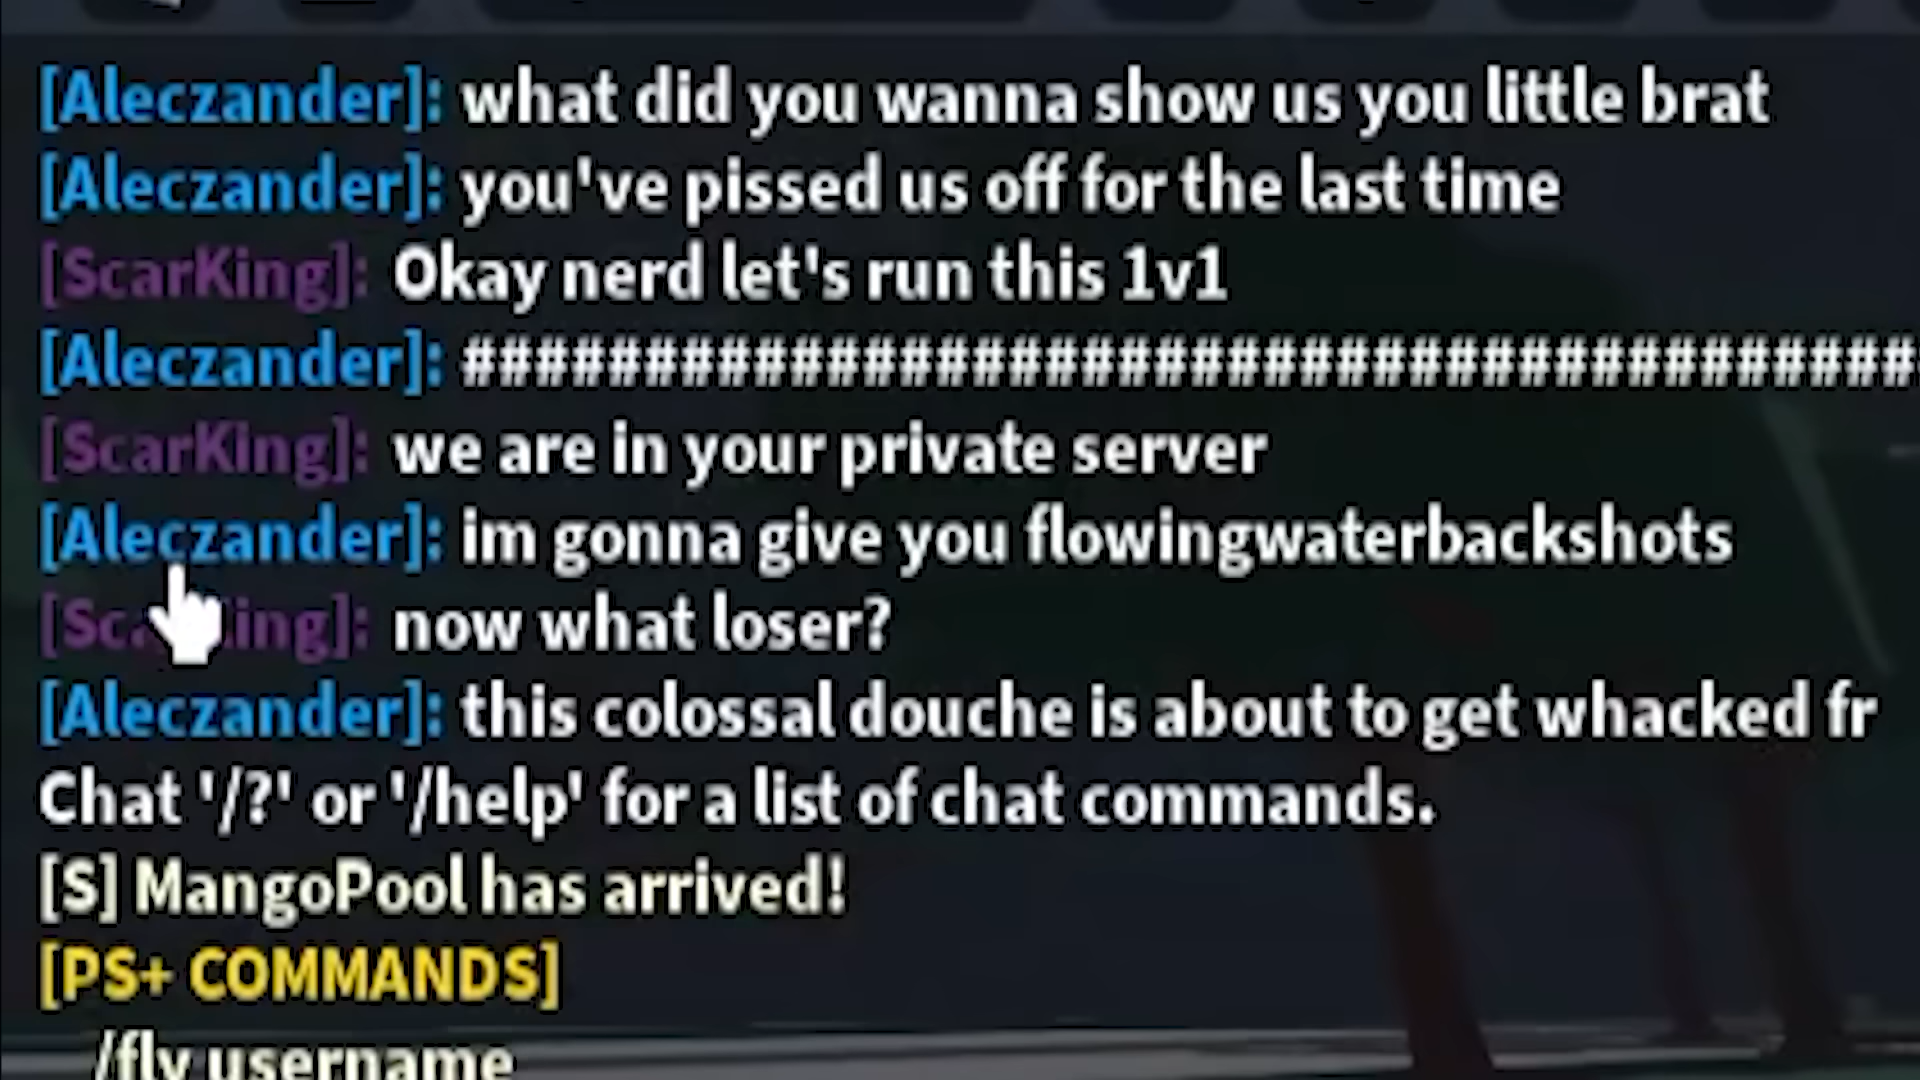 [Aleczander]: what did you wanna show us you little brat
[Aleczander]: you've pissed us off for the last time
[ScarKing]: Okay nerd let's run this 1v1
[Aleczander]: ########################################
[ScarKing]: we are in your private server
[Aleczander]: im gonna give you flowingwaterbackshots
[ScarKing]: now what loser?
[Aleczander]: this colossal douche is about to get whacked fr
Chat '/?' or '/help' for a list of chat commands.
[S] MangoPool has arrived!
[PS+ COMMANDS]
/fly username